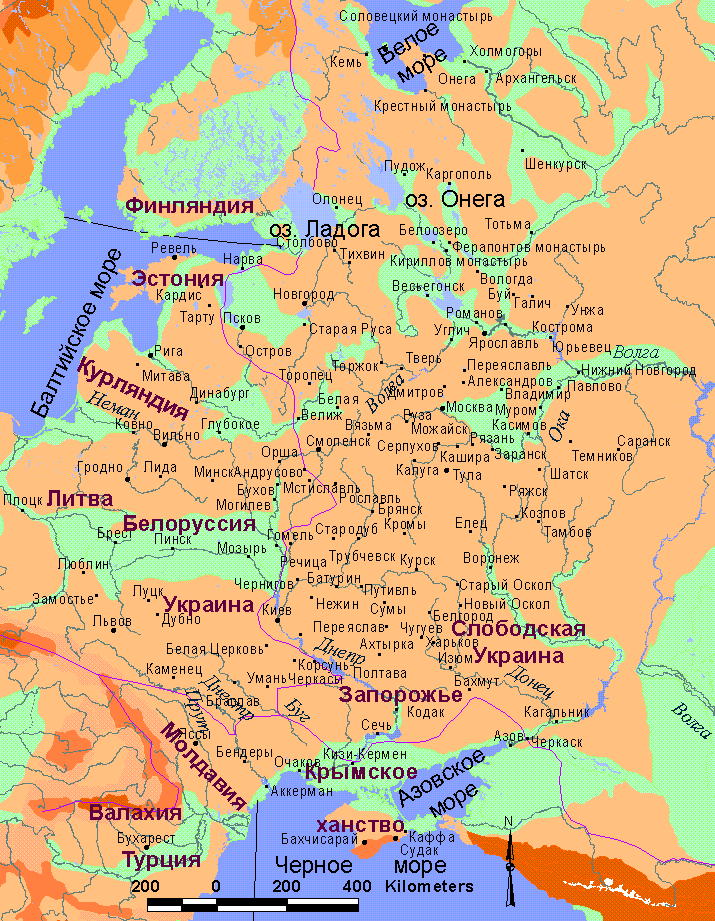 Соловецкий монастырь
Белое
море
Кемь
Холмогоры
Онега
Архангельск
Крестный монастырь
Шенкурск
Пудож
Каргополь
Финляндия
Олонец
оз. Онега
оз. Ладога
Белоозеро
Тотьма
Ревель
Столбово
Тихвин
Ферапонтов монастырь
Нарва
Кириллов монастырь
Эстония
Вологда
Весьегонск
Кардис
Новгород
Буй
Галич
Унжа
Тарту
Псков
Романов
Балтийское море
Старая Руса
Углич
Кострома
Ярославль
Юрьевец
Рига
Остров
Волга
Торжок
Тверь
Митава
Торопец
Переяславль
Нижний Новгород
Курляндия
Волга
Александров
Динабург
Дмитров
Владимир
Павлово
Неман
Белая
Москва
Муром
Велиж
Руза
Ока
Ковно
Глубокое
Вязьма
Можайск
Касимов
Вильно
Смоленск
Рязань
Саранск
Орша
Серпухов
Кашира
Заранск
Темников
Гродно
Лида
Минск
Андрусово
Калуга
Тула
Шатск
Литва
Бухов
Мстиславль
Ряжск
Плоцк
Могилев
Рославль
Брянск
Козлов
Белоруссия
Кромы
Елец
Брест
Стародуб
Тамбов
Пинск
Гомель
Мозырь
Трубчевск
Воронеж
Люблин
Речица
Курск
Чернигов
Батурин
Старый Оскол
Луцк
Путивль
Замостье
Украина
Нежин
Сумы
Новый Оскол
Белгород
Дубно
Киев
Львов
Переяслав
Чугуев
Слободская
Ахтырка
Харьков
Белая Церковь
Днепр
Украина
Изюм
Каменец
Корсунь
Полтава
Донец
Умань
Черкасы
Бахмут
Днестр
Запорожье
Браслав
Прут
Буг
Кодак
Волга
Кагальник
Сечь
Яссы
Молдавия
Азов
Черкаск
Бендеры
Кизи-Кермен
Очаков
Крымское
Азовское
море
Аккерман
Валахия
ханство
N
Бухарест
Бахчисарай
Каффа
Судак
Турция
Черное море
200 0 200 400 Kilometers